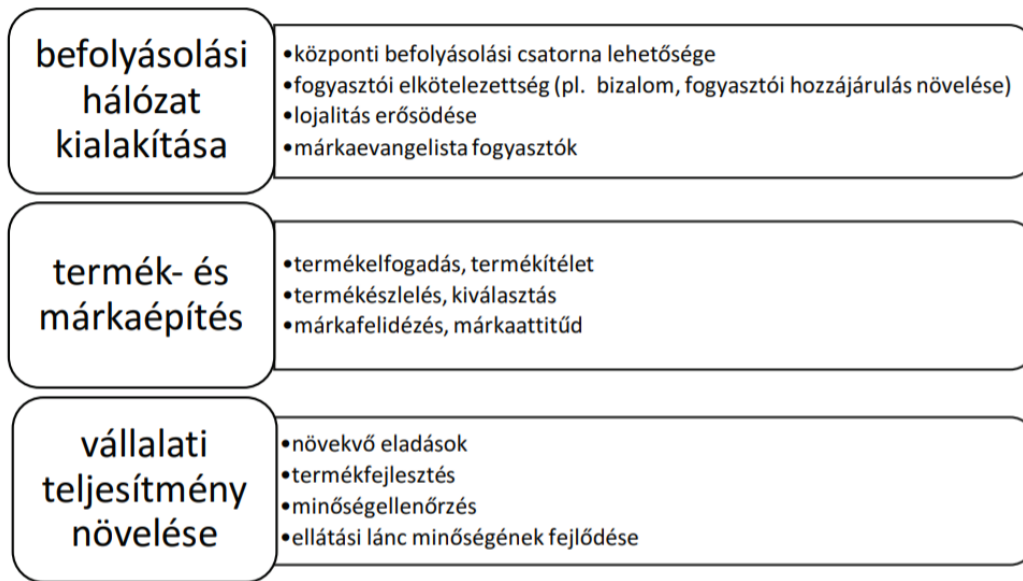 befolyásolási
hálózat
kialakítása
•központi befolyásolási csatorna lehetősége
•fogyasztói elkötelezettség (pl. bizalom, fogyasztói hozzájárulás növelése)
•lojalitás erősödése
•márkaevangelista fogyasztók
termék- és
márkaépítés
•termékelfogadás, termékítélet
•termékészlelés, kiválasztás
•márkafelidézés, márkaattitűd
vállalati
teljesítmény
növelése
•növekvő eladások
•termékfejlesztés
•minőségellenőrzés
•ellátási lánc minőségének fejlődése